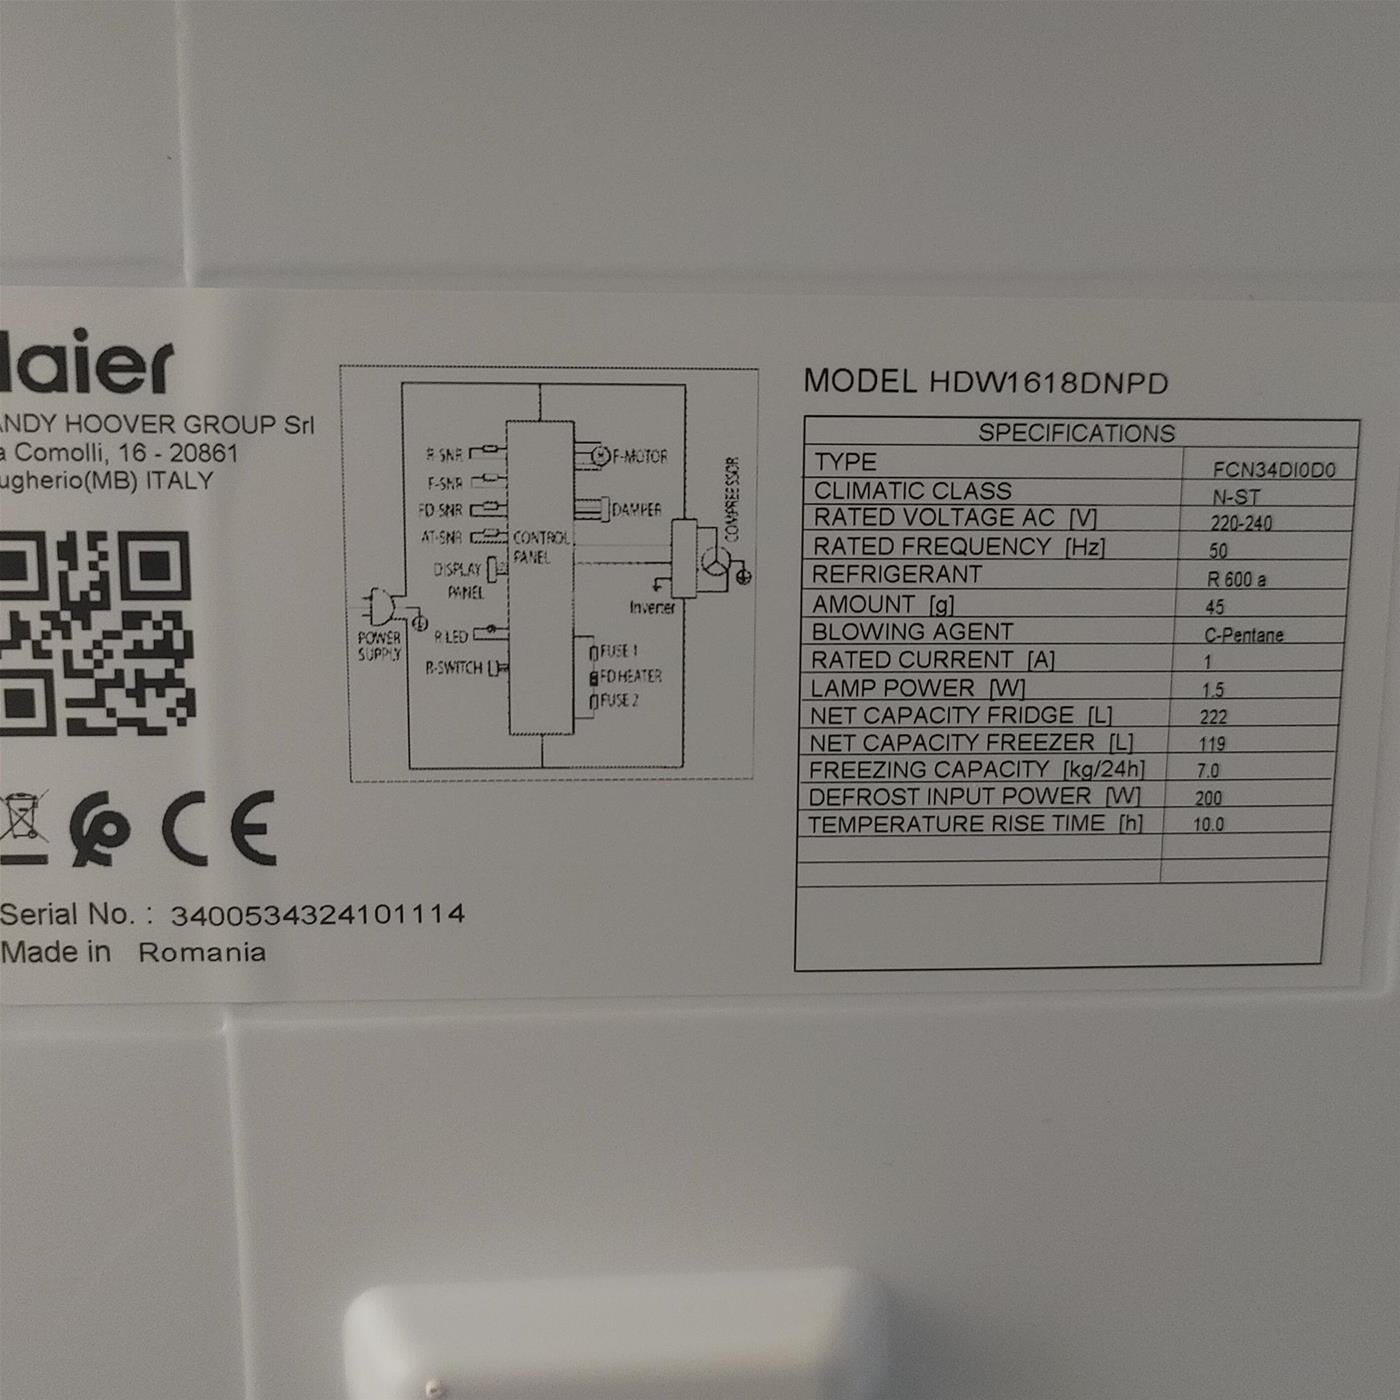 Haier
ANDY HOOVER GROUP Srl
a Comolli, 16 - 20861
ugherio(MB) ITALY
R-SNR
F-SNR
FD SNR
AT-SNR
DISPLAY
PANEL
POWER
SUPPLY
R LED
R-SWITCH
CONTROL
PANEL
F-MOTOR
DAMPER
COMPRESSOR
Inverter
FUSE 1
FD HEATER
FUSE 2
CE
Serial No. : 3400534324101114
Made in Romania
MODEL HDW1618DNPD
SPECIFICATIONS
TYPE FCN34DI0D0
CLIMATIC CLASS N-ST
RATED VOLTAGE AC [V] 220-240
RATED FREQUENCY [Hz] 50
REFRIGERANT R 600 a
AMOUNT [g] 45
BLOWING AGENT C-Pentane
RATED CURRENT [A] 1
LAMP POWER [W] 1.5
NET CAPACITY FRIDGE [L] 222
NET CAPACITY FREEZER [L] 119
FREEZING CAPACITY [kg/24h] 7.0
DEFROST INPUT POWER [W] 200
TEMPERATURE RISE TIME [h] 10.0